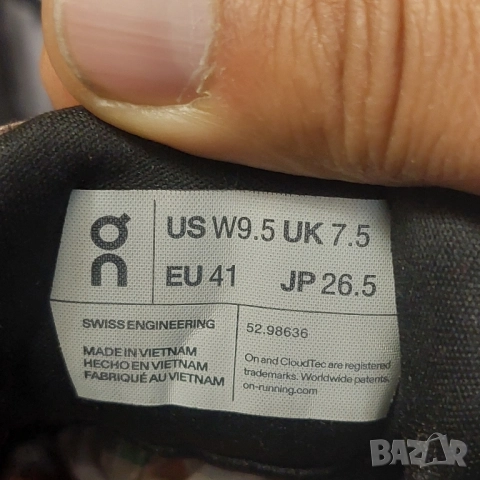 On
US W9.5 UK 7.5
EU 41 JP 26.5
SWISS ENGINEERING
52.98636
MADE IN VIETNAM
HECHO EN VIETNAM
FABRIQUÉ AU VIETNAM
On and CloudTec are registered
trademarks. Worldwide patents.
on-running.com
BAZAR